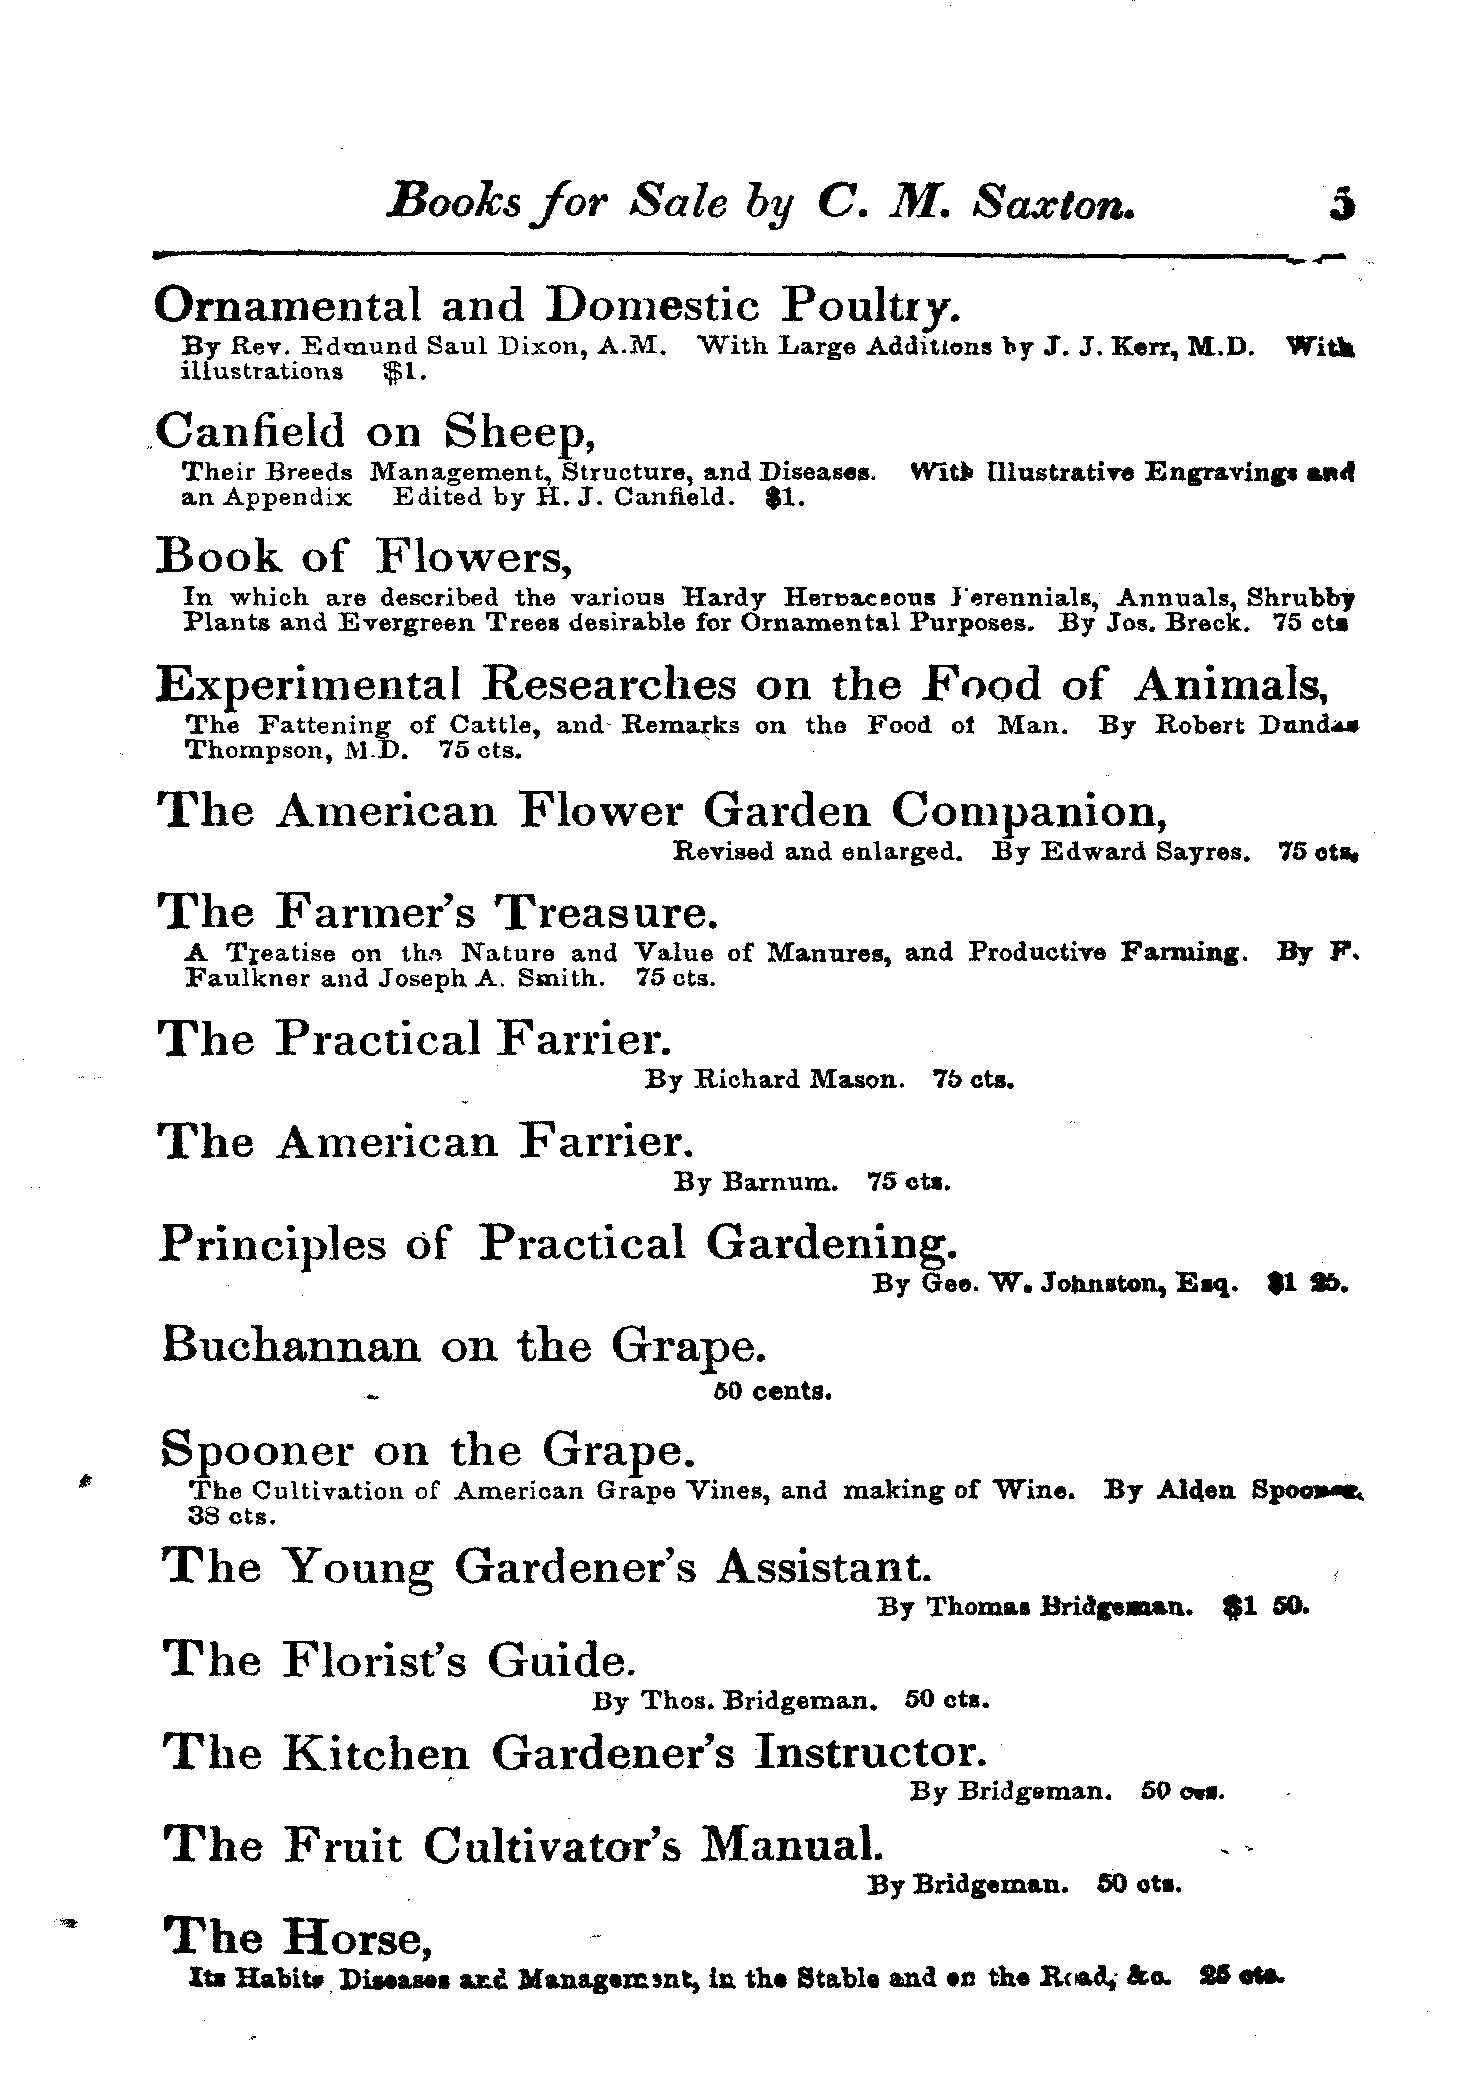 Books for Sale by C. M. Saxton. 5
Ornamental and Domestic Poultry.
By Rev. Edmund Saul Dixon, A.M. With Large Additions by J. J. Kerr, M.D. With
illustrations $1.
Canfield on Sheep,
Their Breeds Management, Structure, and Diseases. With Illustrative Engravings and
an Appendix Edited by H. J. Canfield. $1.
Book of Flowers,
In which are described the various Hardy Herbaceous Perennials, Annuals, Shrubby
Plants and Evergreen Trees desirable for Ornamental Purposes. By Jos. Breck. 75 cts
Experimental Researches on the Food of Animals,
The Fattening of Cattle, and Remarks on the Food of Man. By Robert Dundas
Thompson, M.D. 75 cts.
The American Flower Garden Companion,
Revised and enlarged. By Edward Sayres. 75 cts.
The Farmer's Treasure.
A Treatise on the Nature and Value of Manures, and Productive Farming. By F.
Faulkner and Joseph A. Smith. 75 cts.
The Practical Farrier.
By Richard Mason. 75 cts.
The American Farrier.
By Barnum. 75 cts.
Principles of Practical Gardening.
By Geo. W. Johnston, Esq. $1 25.
Buchannan on the Grape.
50 cents.
Spooner on the Grape.
The Cultivation of American Grape Vines, and making of Wine. By Alden Spooner.
38 cts.
The Young Gardener's Assistant.
By Thomas Bridgeman. $1 50.
The Florist's Guide.
By Thos. Bridgeman. 50 cts.
The Kitchen Gardener's Instructor.
By Bridgeman. 50 cts.
The Fruit Cultivator's Manual.
By Bridgeman. 50 cts.
The Horse,
Its Habits, Diseases and Management, in the Stable and on the Road, &c. 25 cts.